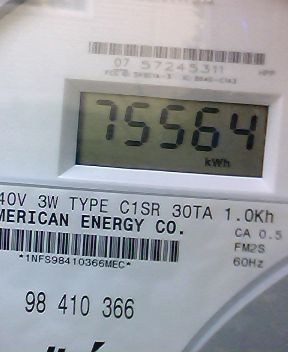 07 57245311
75564
kWh
40V 3W TYPE C1SR 30TA 1.0Kh
MERICAN ENERGY CO.
CA 0.5
FM2S
*1NFS98410366MEC*
60Hz
98 410 366